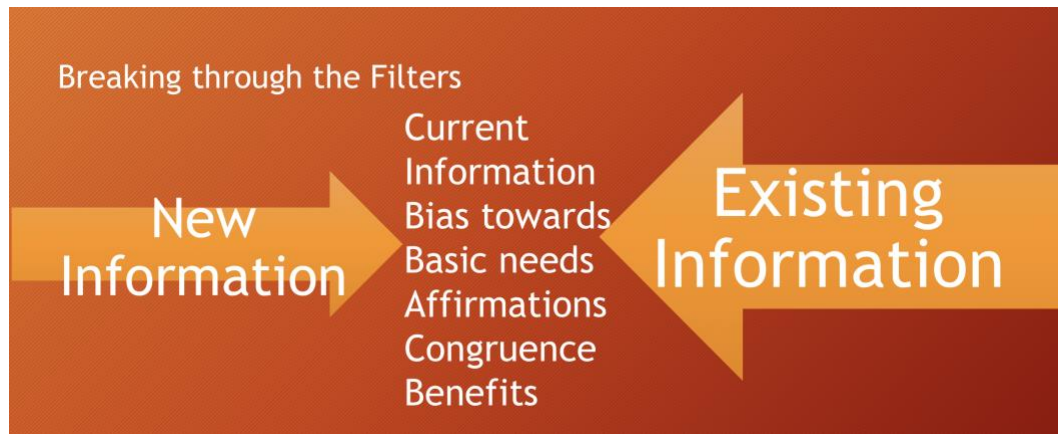 Breaking through the Filters
New
Information
Current
Information
Bias towards
Basic needs
Affirmations
Congruence
Benefits
Existing
Information